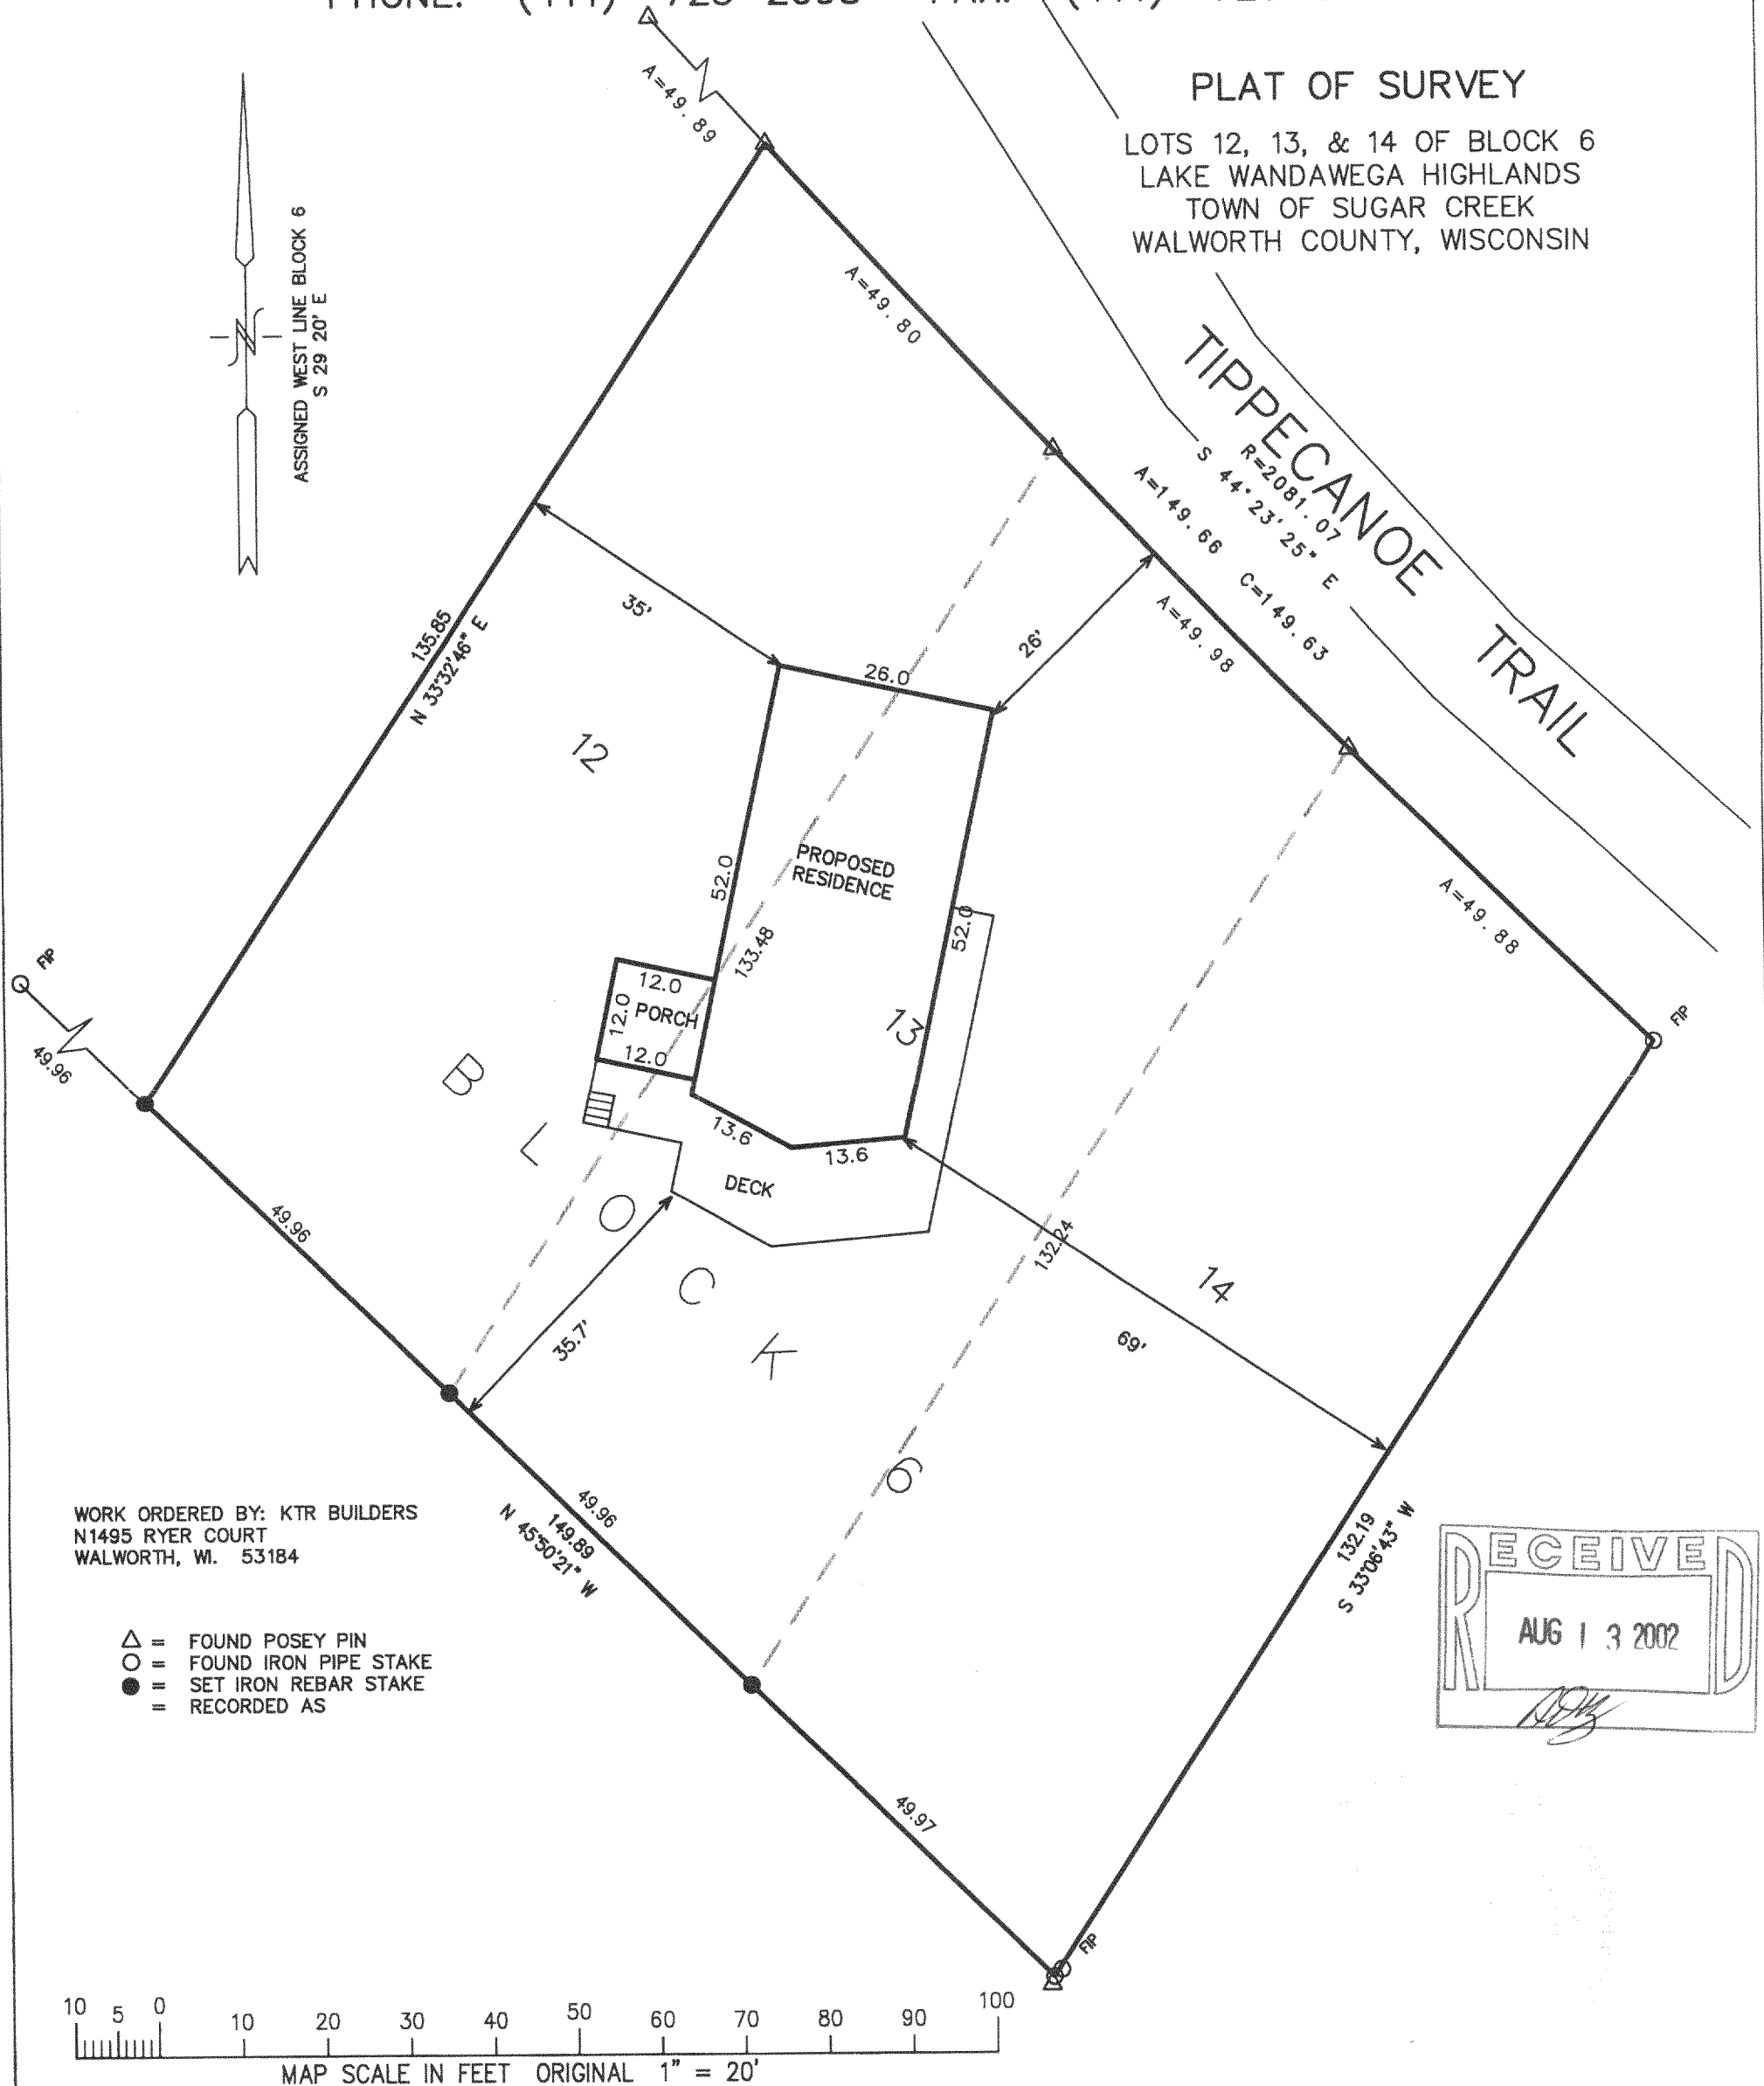 A=49.89
PLAT OF SURVEY
LOTS 12, 13, & 14 OF BLOCK 6
LAKE WANDAWEGA HIGHLANDS
TOWN OF SUGAR CREEK
WALWORTH COUNTY, WISCONSIN
ASSIGNED WEST LINE BLOCK 6
S 29 20' E
N
A=49.80
TIPPECANOE TRAIL
R=2081.07
S 44°23'25" E
A=149.66 C=149.63
A=49.98
26'
35'
135.85
N 33°32'46" E
26.0
12
PROPOSED
RESIDENCE
52.0
52.0
133.48
A=49.88
FIP
FIP
49.96
12.0
12.0
PORCH
12.0
13
13.6
13.6
DECK
BLOCK 6
49.96
132.24
14
35.7'
69'
49.96
149.89
N 45°50'21" W
132.19
S 33°06'43" W
WORK ORDERED BY: KTR BUILDERS
N1495 RYER COURT
WALWORTH, WI. 53184
RECEIVED
AUG 13 2002
= FOUND POSEY PIN
= FOUND IRON PIPE STAKE
= SET IRON REBAR STAKE
= RECORDED AS
49.97
FIP
10 5 0 10 20 30 40 50 60 70 80 90 100
MAP SCALE IN FEET ORIGINAL 1" = 20'